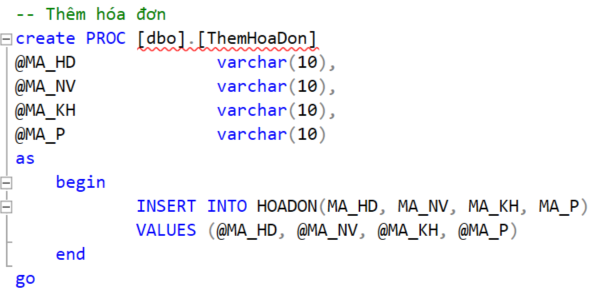 -- Thêm hóa đơn
create PROC [dbo].[ThemHoaDon]
@MA_HD varchar(10),
@MA_NV varchar(10),
@MA_KH varchar(10),
@MA_P varchar(10)
as
begin
INSERT INTO HOADON(MA_HD, MA_NV, MA_KH, MA_P)
VALUES (@MA_HD, @MA_NV, @MA_KH, @MA_P)
end
go